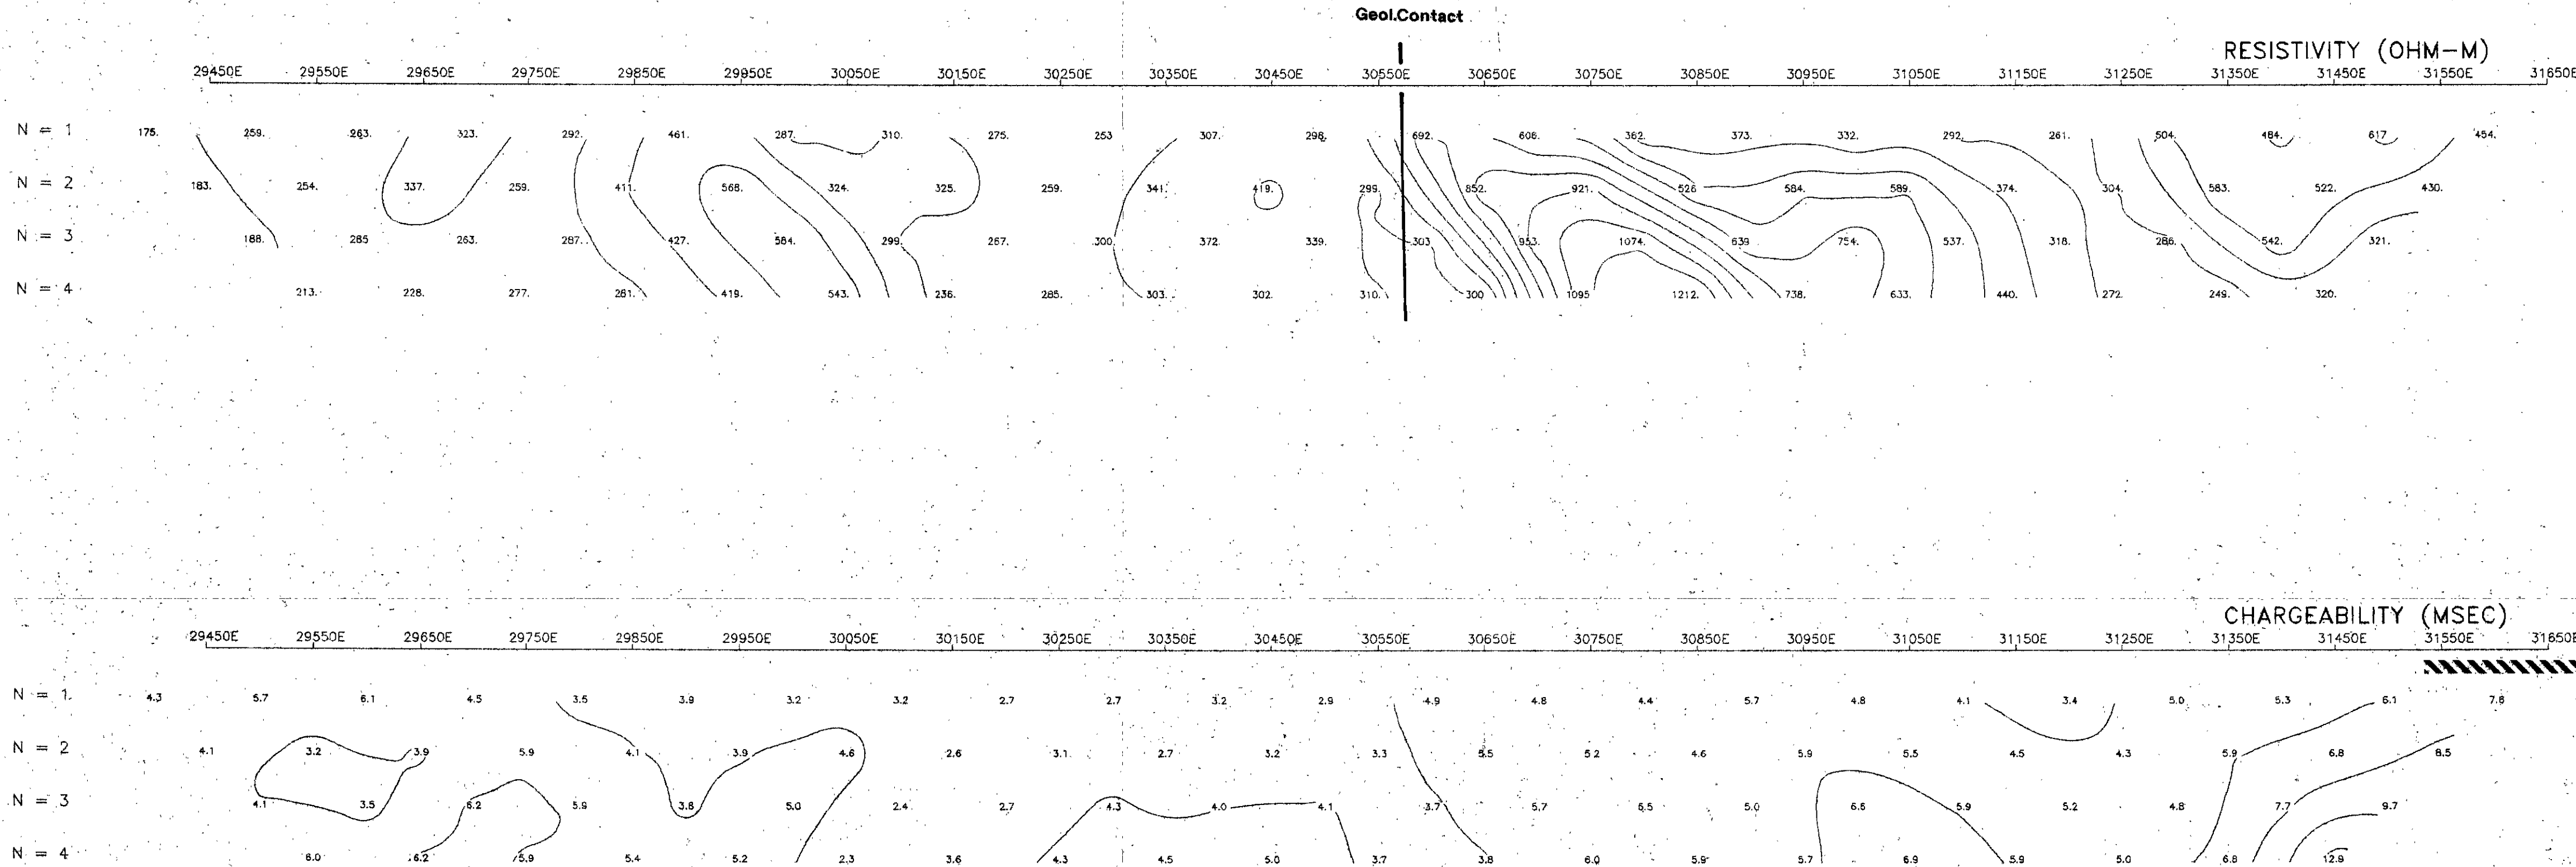 Geol.Contact
RESISTIVITY (OHM-M)
29450E 29550E 29650E 29750E 29850E 29950E 30050E 30150E 30250E 30350E 30450E 30550E 30650E 30750E 30850E 30950E 31050E 31150E 31250E 31350E 31450E 31550E 31650E
N = 1 175. 259. 263. 323. 292. 461. 287. 310. 275. 253 307. 298. 692. 606. 362. 373. 332. 292. 261. 504. 484. 617 454.
N = 2 183. 254. 337. 259. 411. 568. 324. 325. 259. 341. 419. 299. 852. 921. 526 584. 589. 374. 304. 583. 522. 430.
N = 3 188. 285 263. 287. 427. 584. 299. 267. 300. 372. 339. 303 953. 1074. 639 754. 537. 318. 286. 542. 321.
N = 4 213. 228. 277. 261. 419. 543. 236. 285. 303. 302. 310. 300 1095 1212. 738. 633. 440. 272. 249. 320.
CHARGEABILITY (MSEC)
29450E 29550E 29650E 29750E 29850E 29950E 30050E 30150E 30250E 30350E 30450E 30550E 30650E 30750E 30850E 30950E 31050E 31150E 31250E 31350E 31450E 31550E 31650E
N = 1 4.3 5.7 6.1 4.5 3.5 3.9 3.2 3.2 2.7 2.7 3.2 2.9 4.9 4.8 4.4 5.7 4.8 4.1 3.4 5.0 5.3 6.1 7.6
N = 2 4.1 3.2 3.9 5.9 4.1 3.9 4.6 2.6 3.1 2.7 3.2 3.3 5.5 5.2 4.6 5.9 5.5 4.5 4.3 5.9 6.8 8.5
N = 3 4.1 3.5 6.2 5.9 3.8 5.0 2.4 2.7 4.3 4.0 4.1 3.7 5.7 5.5 5.0 6.5 5.9 5.2 4.8 7.7 9.7
N = 4 6.0 6.2 5.9 5.4 5.2 2.3 3.6 4.3 4.5 5.0 3.7 3.8 6.0 5.9 5.7 6.9 5.9 5.0 6.8 12.9